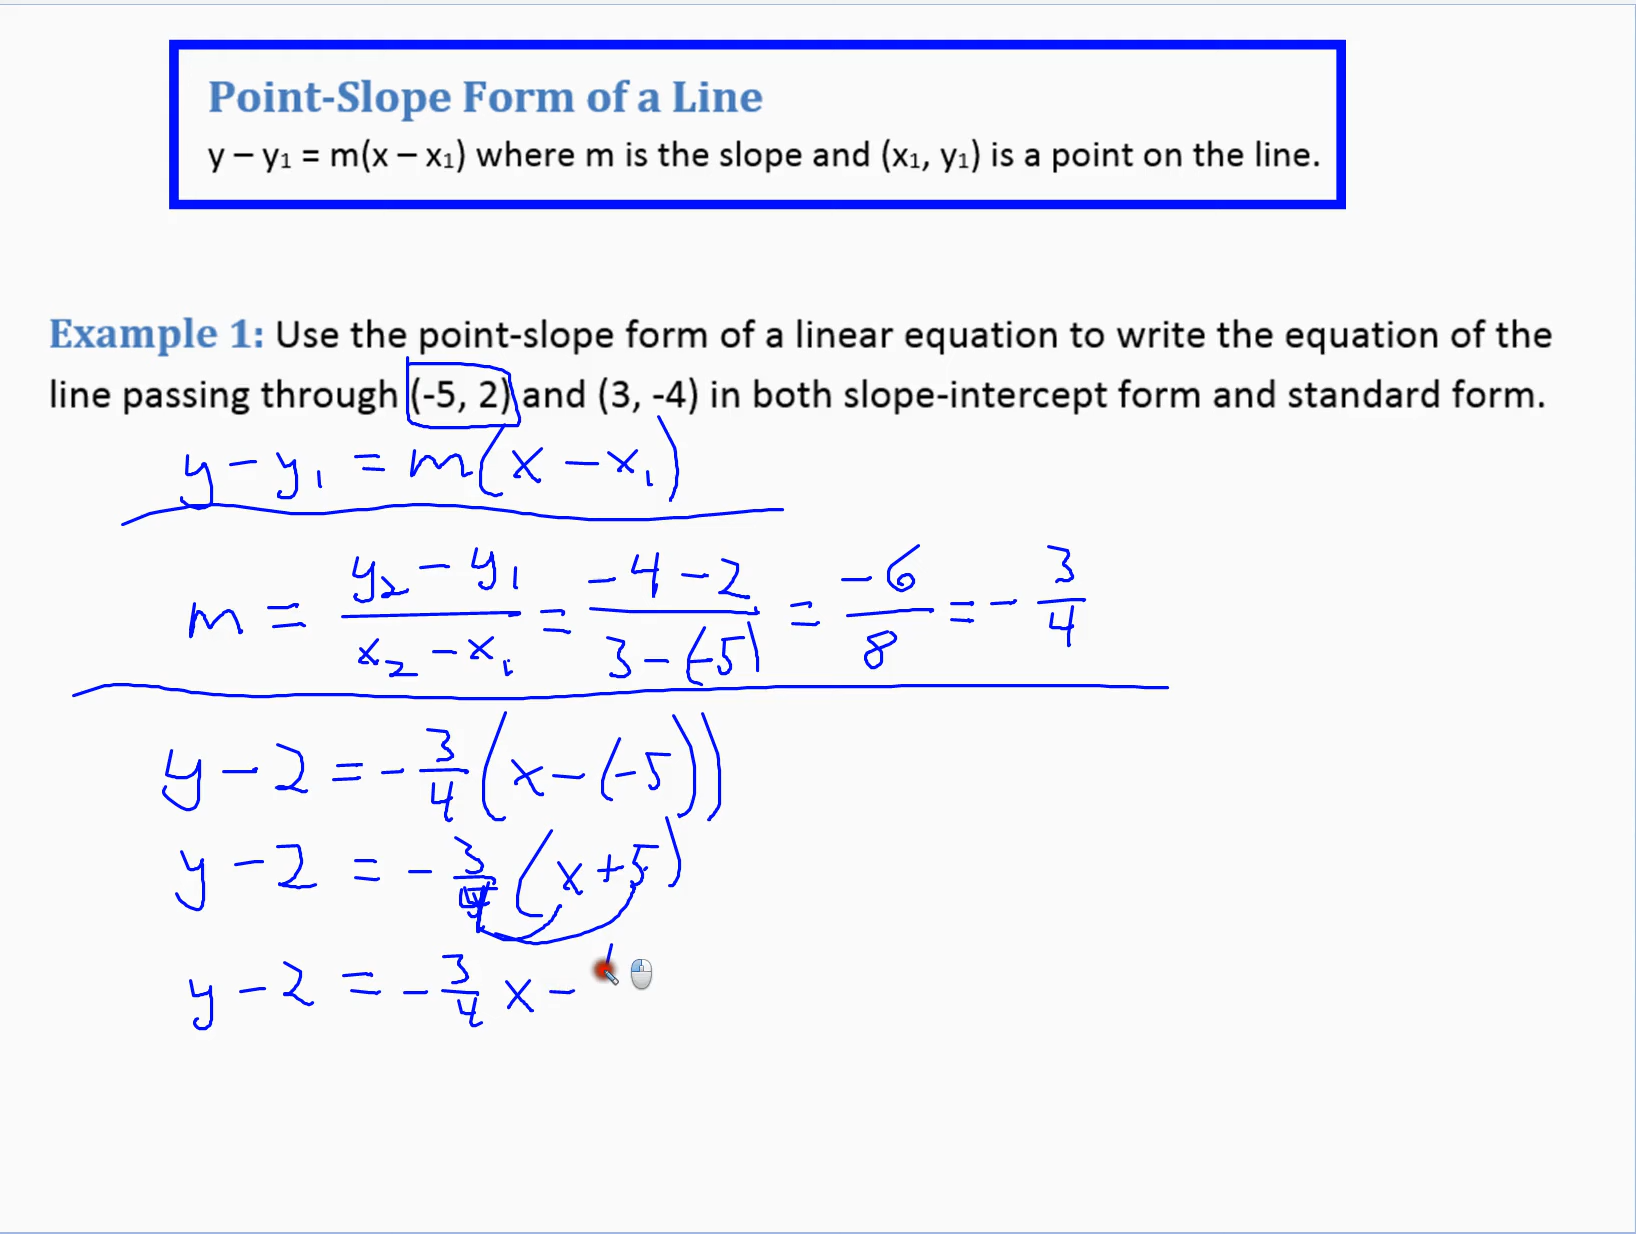 Point-Slope Form of a Line
y – y₁ = m(x – x₁) where m is the slope and (x₁, y₁) is a point on the line.
Example 1: Use the point-slope form of a linear equation to write the equation of the
line passing through (-5, 2) and (3, -4) in both slope-intercept form and standard form.
y - y₁ = m(x - x₁)
m = (y₂ - y₁)/(x₂ - x₁) = (-4 - 2)/(3 - (-5)) = -6/8 = - 3/4
y - 2 = - 3/4 (x - (-5))
y - 2 = - 3/4 (x + 5)
y - 2 = - 3/4 x -